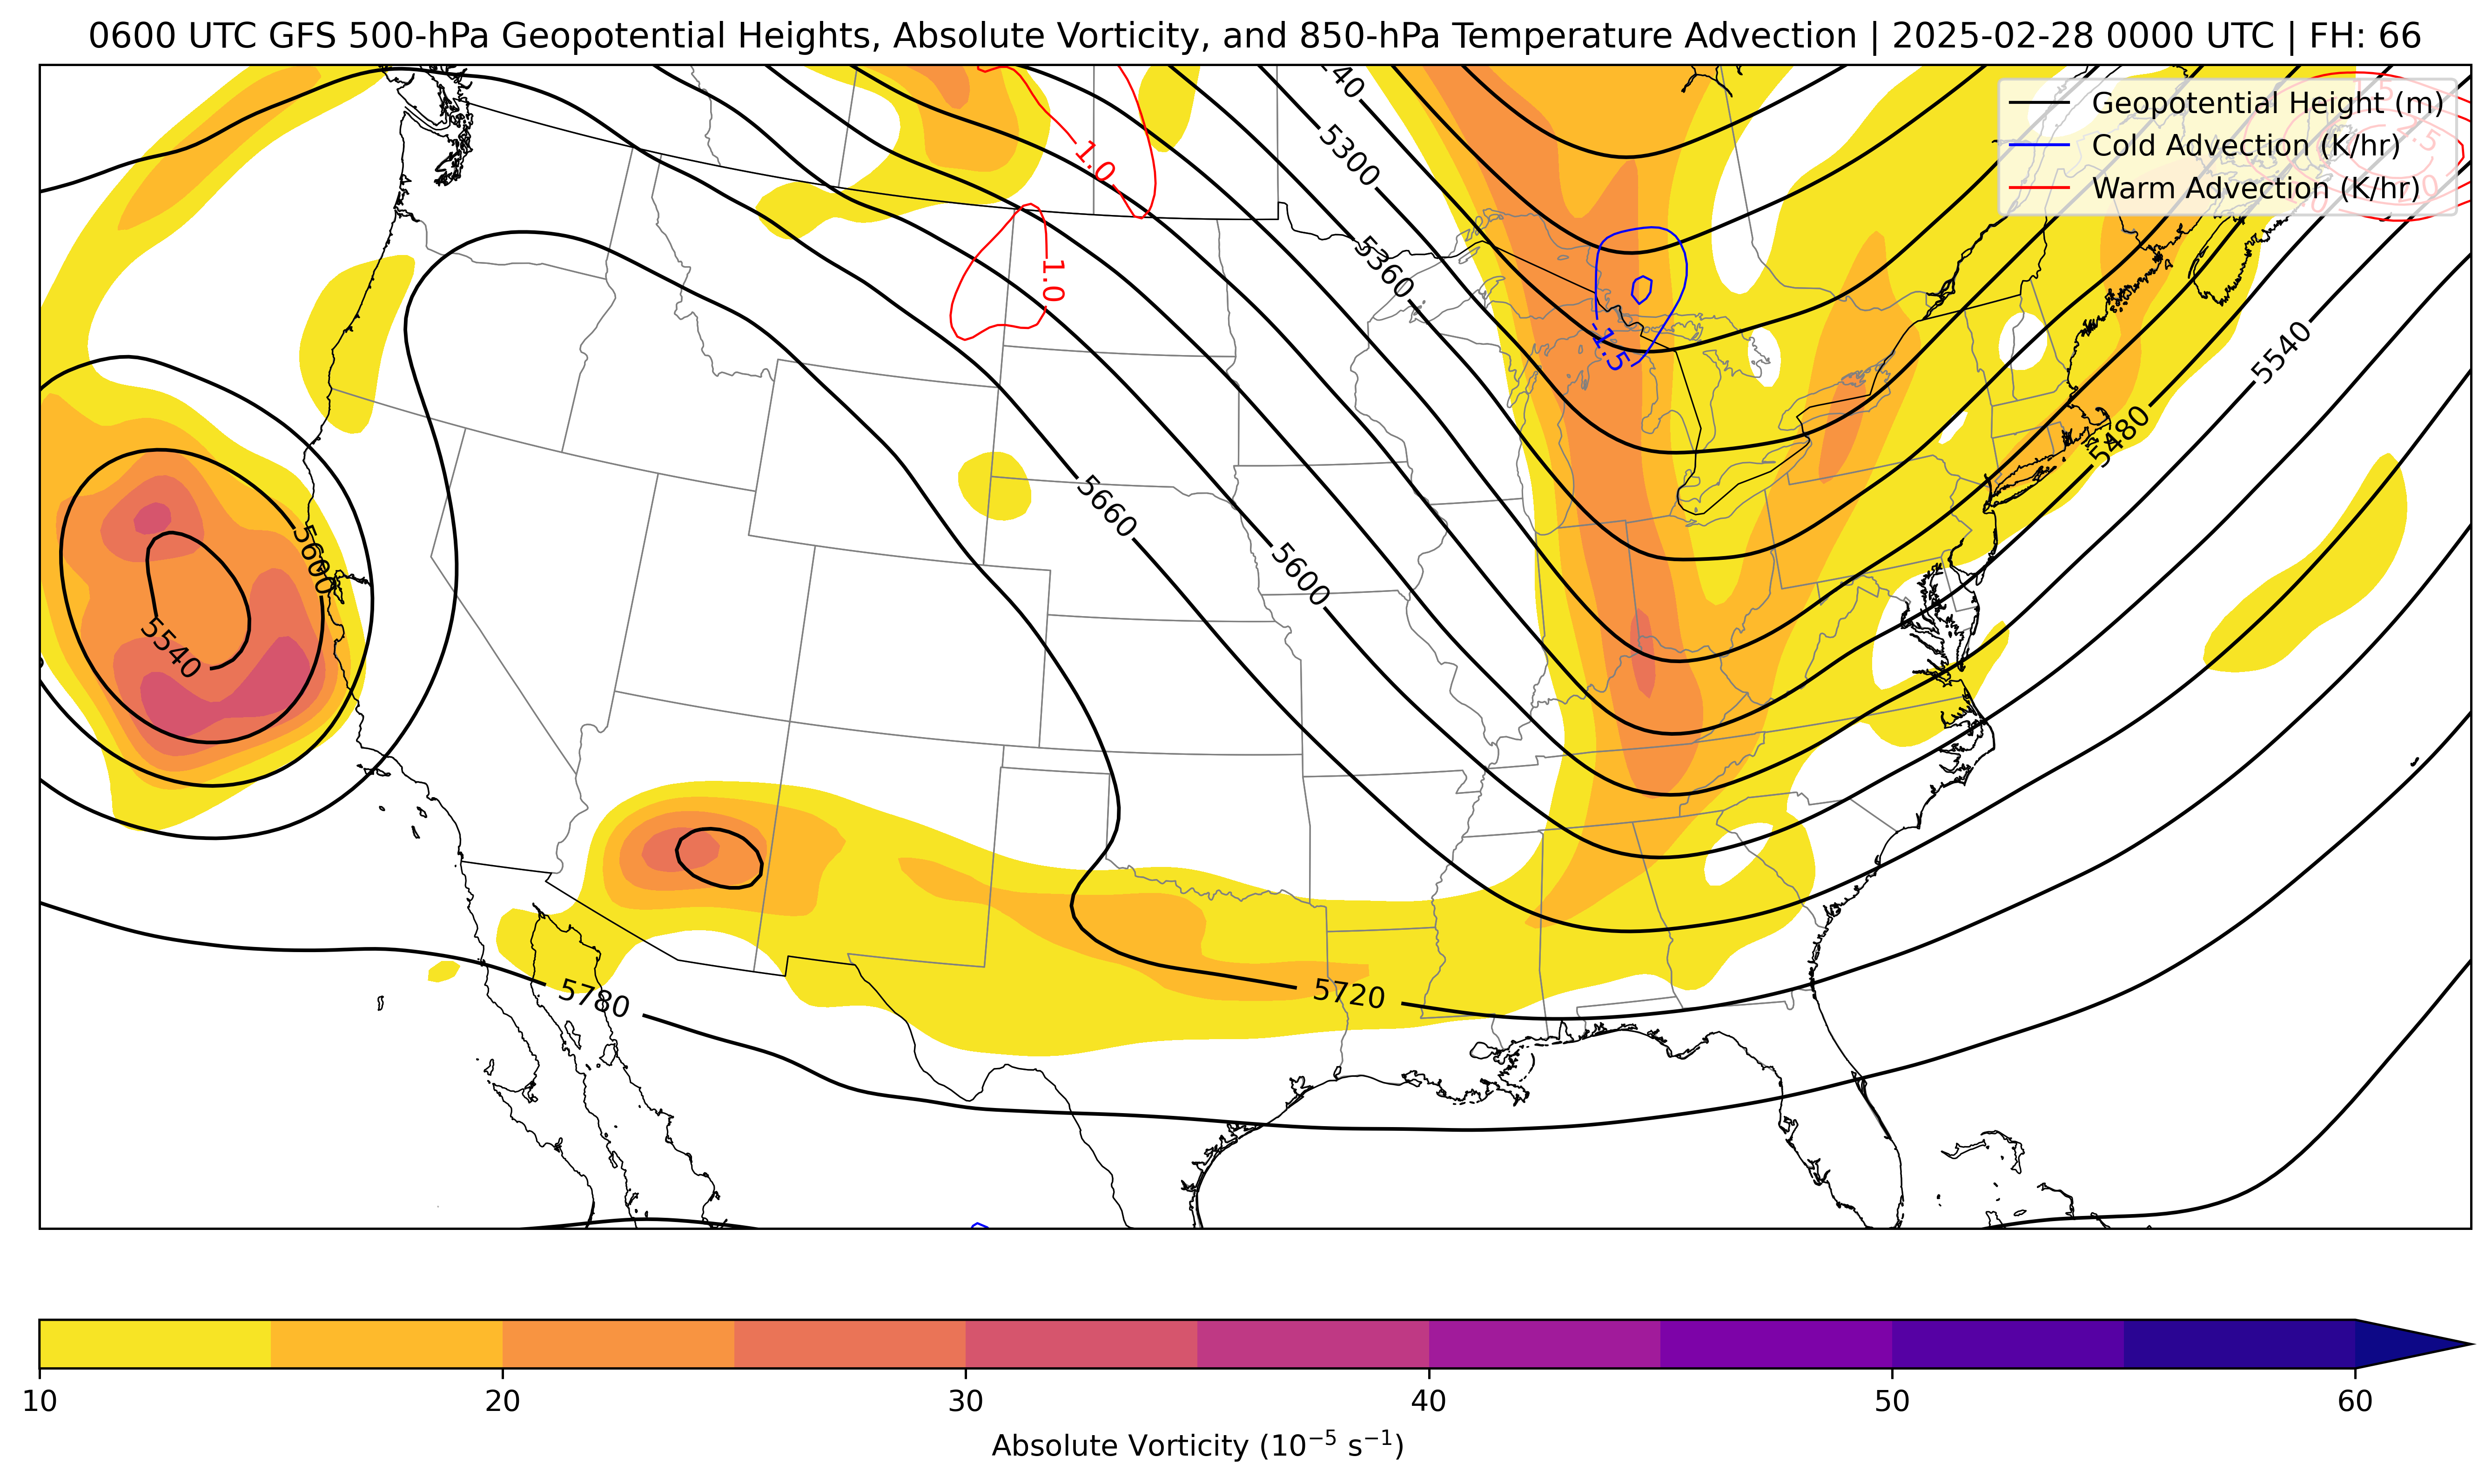 0600 UTC GFS 500-hPa Geopotential Heights, Absolute Vorticity, and 850-hPa Temperature Advection | 2025-02-28 0000 UTC | FH: 66
Geopotential Height (m)
Cold Advection (K/hr)
Warm Advection (K/hr)
5300
1.0
5360
1.0
-1.5
5540
5480
5660
5600
5600
5540
5780
5720
10 20 30 40 50 60
Absolute Vorticity (10⁻⁵ s⁻¹)